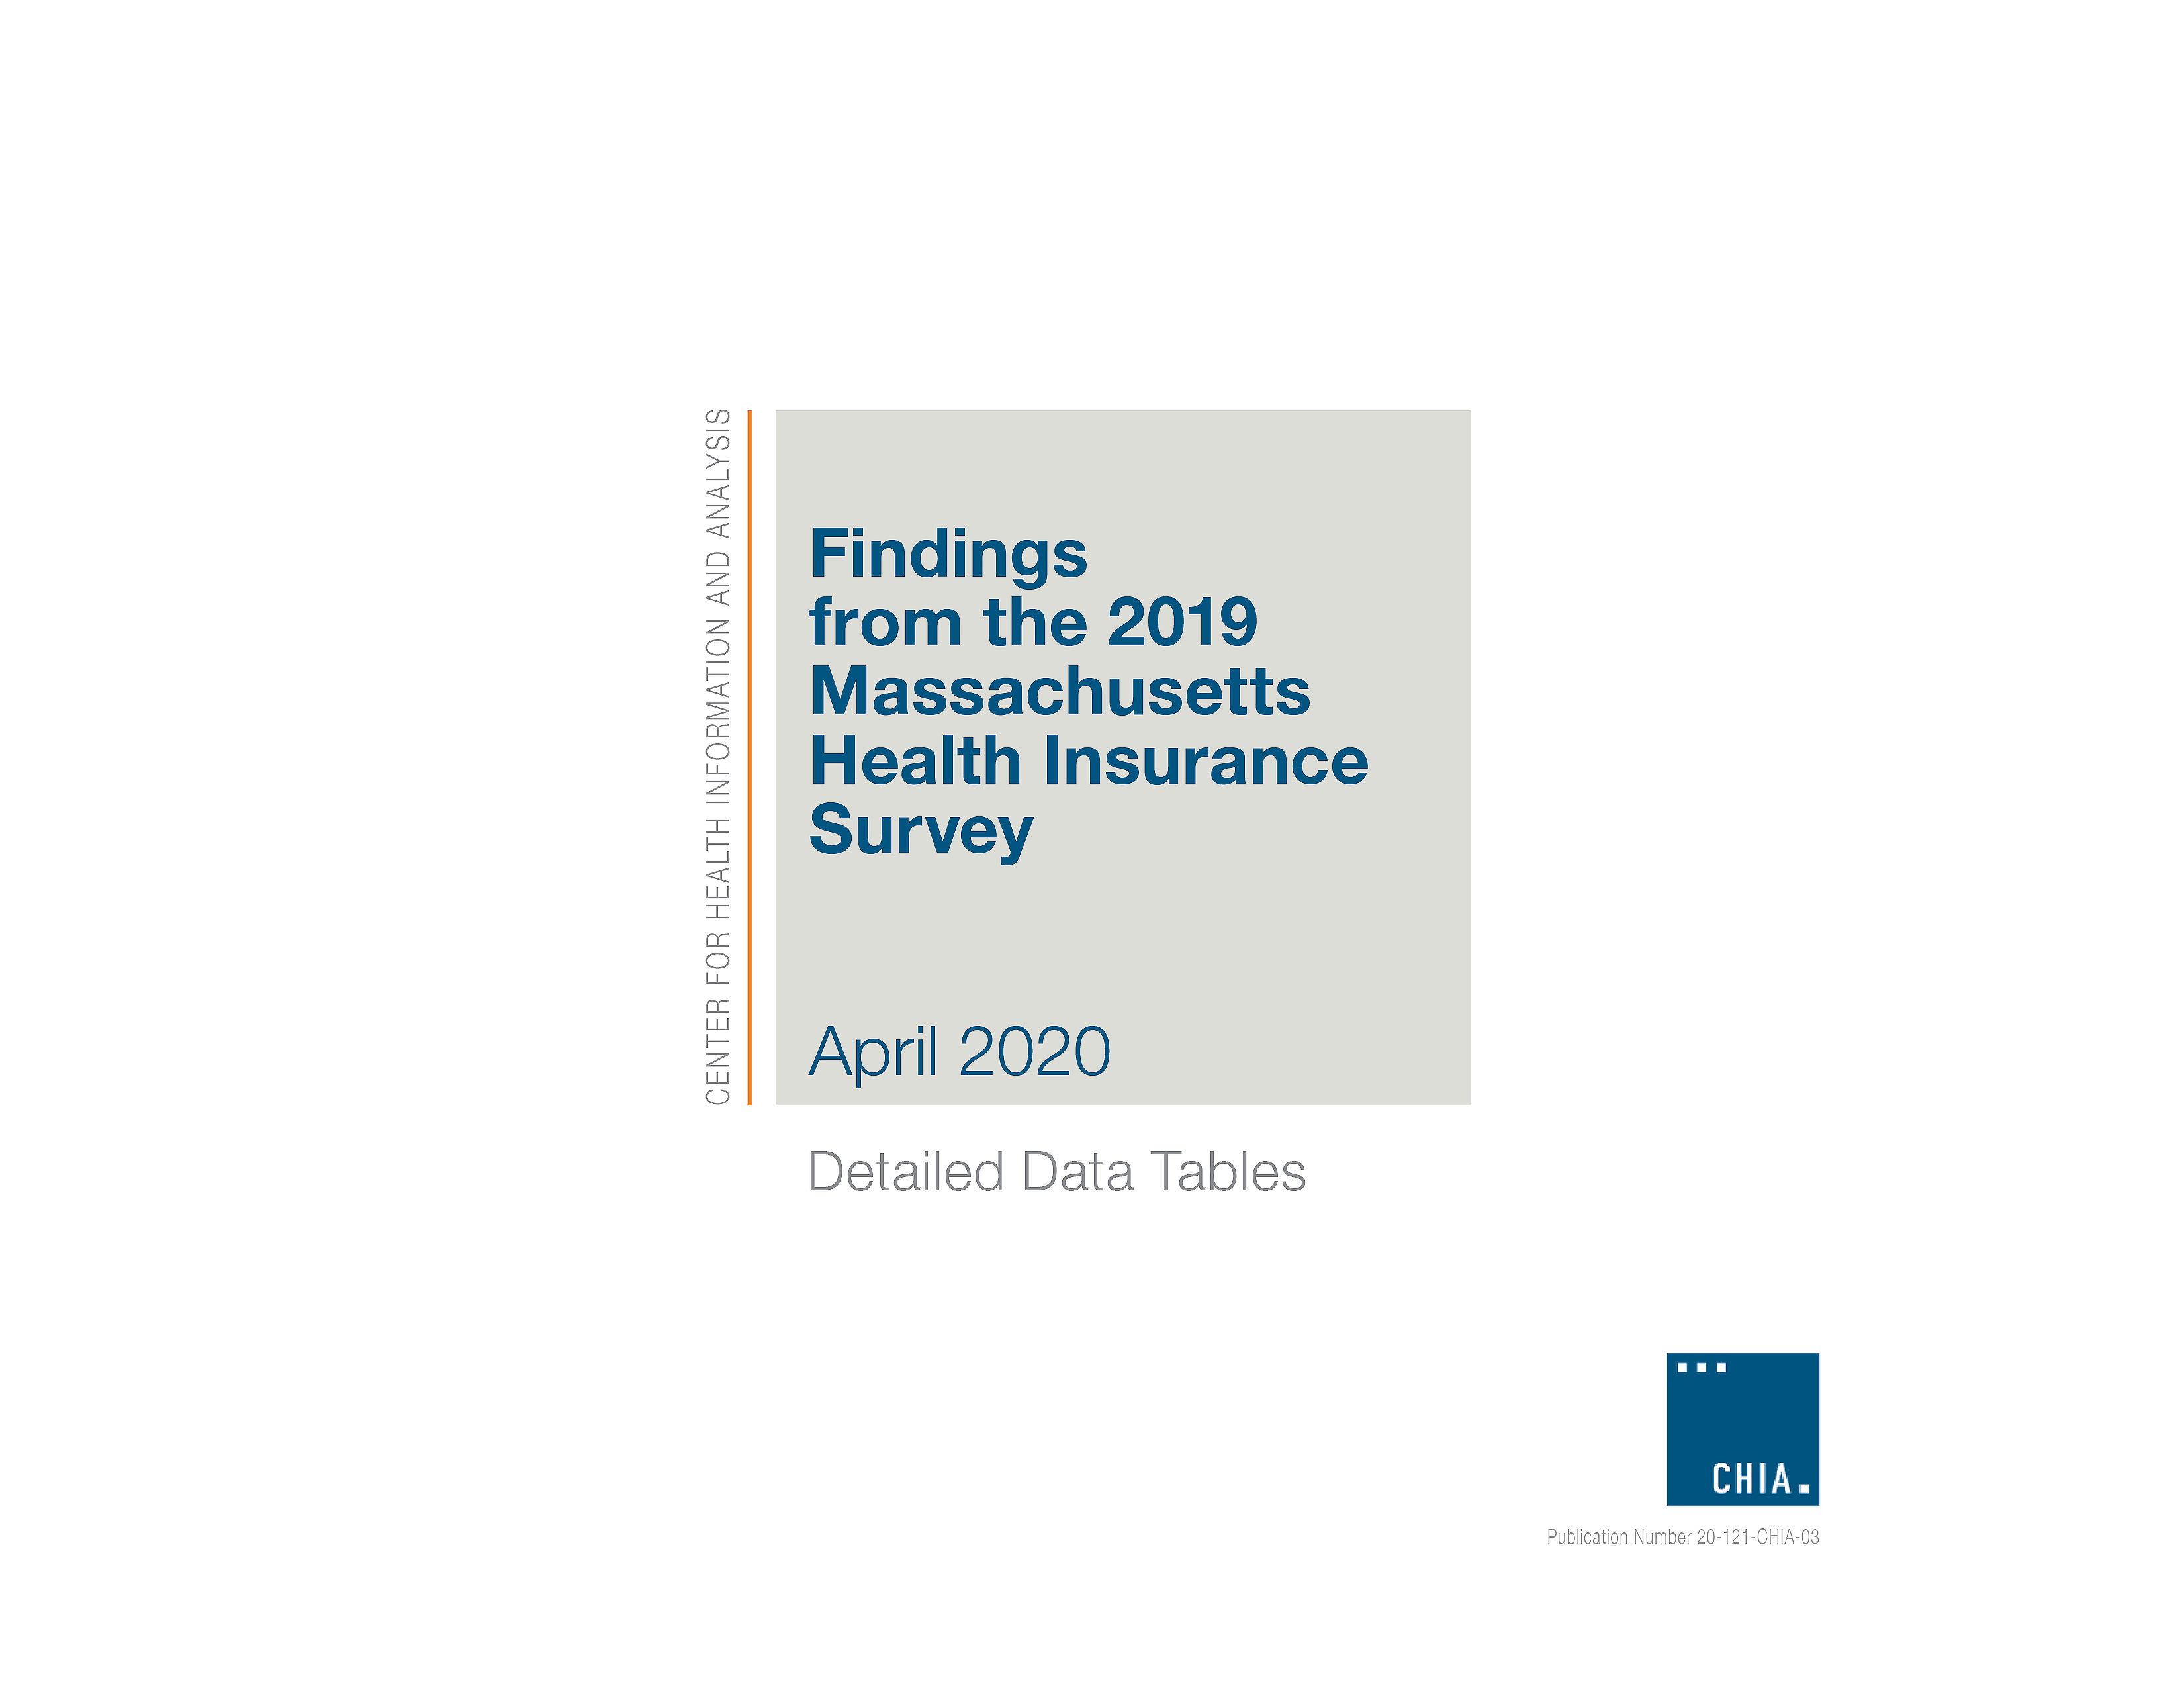 CENTER FOR HEALTH INFORMATION AND ANALYSIS
Findings
from the 2019
Massachusetts
Health Insurance
Survey
April 2020
Detailed Data Tables
CHIA.
Publication Number 20-121-CHIA-03